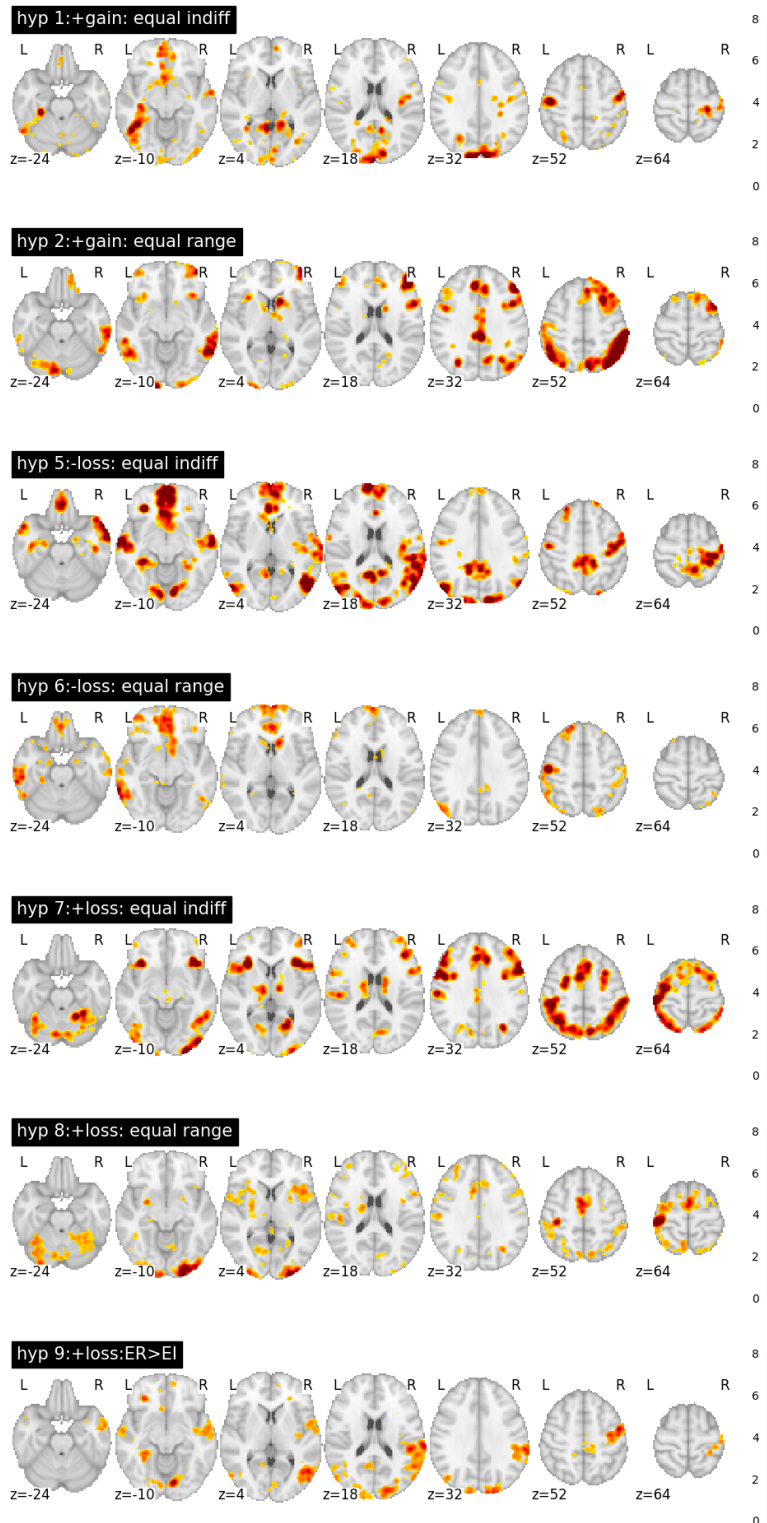 hyp 1:+gain: equal indiff
L R L R L R L R L R L R L R
z=-24 z=-10 z=4 z=18 z=32 z=52 z=64
8
6
4
2
0
hyp 2:+gain: equal range
L R L R L R L R L R L R L R
z=-24 z=-10 z=4 z=18 z=32 z=52 z=64
8
6
4
2
0
hyp 5:-loss: equal indiff
L R L R L R L R L R L R L R
z=-24 z=-10 z=4 z=18 z=32 z=52 z=64
8
6
4
2
0
hyp 6:-loss: equal range
L R L R L R L R L R L R L R
z=-24 z=-10 z=4 z=18 z=32 z=52 z=64
8
6
4
2
0
hyp 7:+loss: equal indiff
L R L R L R L R L R L R L R
z=-24 z=-10 z=4 z=18 z=32 z=52 z=64
8
6
4
2
0
hyp 8:+loss: equal range
L R L R L R L R L R L R L R
z=-24 z=-10 z=4 z=18 z=32 z=52 z=64
8
6
4
2
0
hyp 9:+loss:ER>EI
L R L R L R L R L R L R L R
z=-24 z=-10 z=4 z=18 z=32 z=52 z=64
8
6
4
2
0